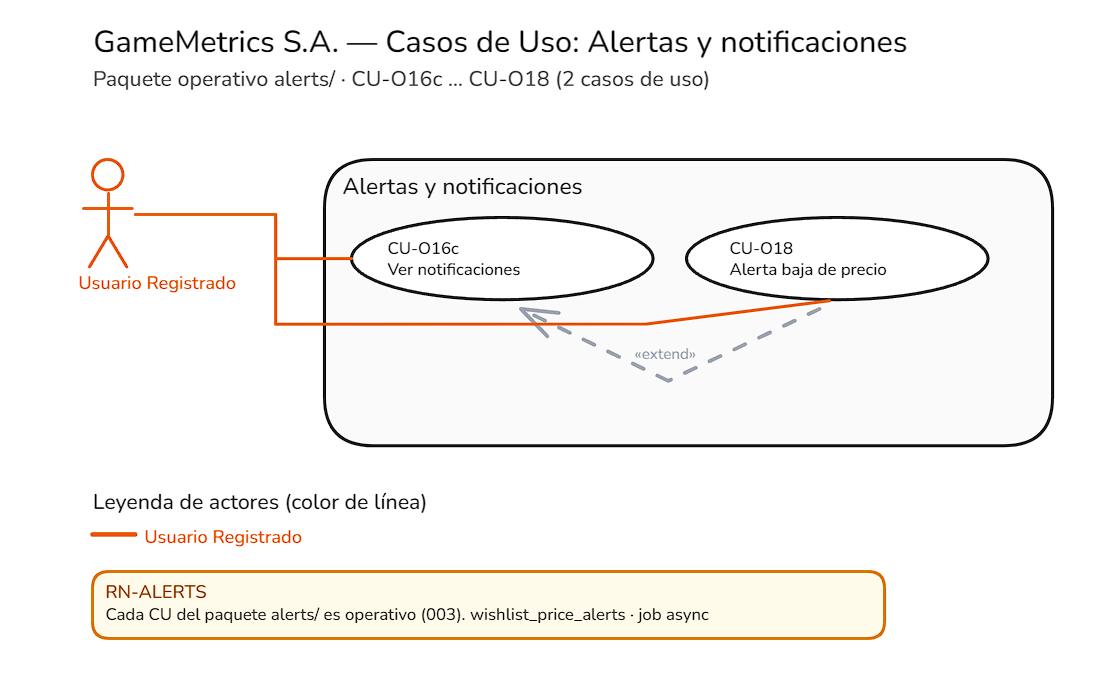 GameMetrics S.A. — Casos de Uso: Alertas y notificaciones
Paquete operativo alerts/ · CU-O16c ... CU-O18 (2 casos de uso)
Alertas y notificaciones
CU-O16c
Ver notificaciones
CU-O18
Alerta baja de precio
Usuario Registrado
«extend»
Leyenda de actores (color de línea)
Usuario Registrado
RN-ALERTS
Cada CU del paquete alerts/ es operativo (003). wishlist_price_alerts · job async